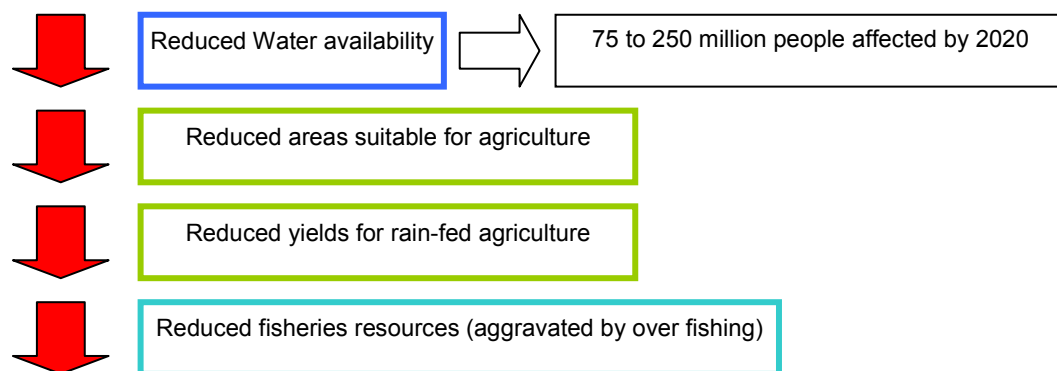 Reduced Water availability
75 to 250 million people affected by 2020
Reduced areas suitable for agriculture
Reduced yields for rain-fed agriculture
Reduced fisheries resources (aggravated by over fishing)